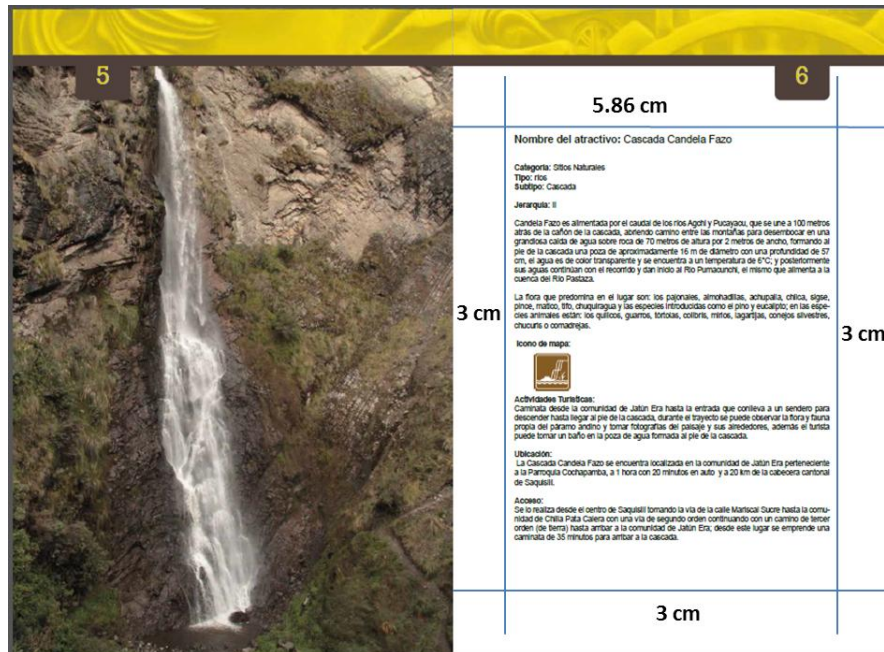 5
6
5.86 cm
Nombre del atractivo: Cascada Candela Fazo
Categoría: Sitios Naturales
Tipo: ríos
Subtipo: Cascada
Jerarquía: II
Candela Fazo es alimentada por el caudal de los ríos Agchi y Pucayacu, que se une a 100 metros
atrás de la cañón de la cascada, abriendo camino entre las montañas para desembocar en una
grandiosa caída de agua sobre roca de 70 metros de altura por 2 metros de ancho, formando al
pie de la cascada una poza de aproximadamente 16 m de diámetro con una profundidad de 57
cm, el agua es de color transparente y se encuentra a un temperatura de 6°C; y posteriormente
sus aguas continúan con el recorrido y dan inicio al Río Pumacunchi, el mismo que alimenta a la
cuenca del Río Pastaza.
La flora que predomina en el lugar son: los pajonales, almohadillas, achupalla, chilca, sigse,
pince, matico, tifo, chuquiragua y las especies introducidas como el pino y eucalipto; en las espe-
cies animales están: los quilicos, guarros, tórtolas, colibrís, mirlos, lagartijas, conejos silvestres,
chucuris o comadrejas.
3 cm
3 cm
Icono de mapa:
Actividades Turísticas:
Caminata desde la comunidad de Jatún Era hasta la entrada que conlleva a un sendero para
descender hasta llegar al pie de la cascada, durante el trayecto se puede observar la flora y fauna
propia del páramo andino y tomar fotografías del paisaje y sus alrededores, además el turista
puede tomar un baño en la poza de agua formada al pie de la cascada.
Ubicación:
La Cascada Candela Fazo se encuentra localizada en la comunidad de Jatún Era perteneciente
a la Parroquia Cochapamba, a 1 hora con 20 minutos en auto y a 20 km de la cabecera cantonal
de Saquisilí.
Acceso:
Se lo realiza desde el centro de Saquisilí tomando la vía de la calle Mariscal Sucre hasta la comu-
nidad de Chilla Pata Calera con una vía de segundo orden continuando con un camino de tercer
orden (de tierra) hasta arribar a la comunidad de Jatún Era; desde este lugar se emprende una
caminata de 35 minutos para arribar a la cascada.
3 cm